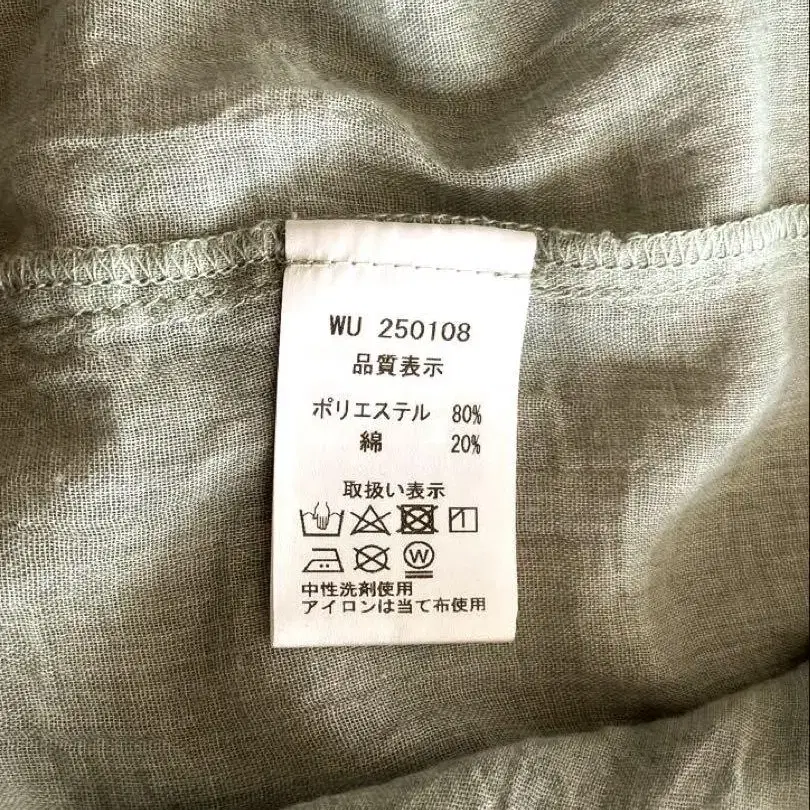 WU 250108
品質表示
ポリエステル 80%
綿 20%
取扱い表示
W
中性洗剤使用
アイロンは当て布使用